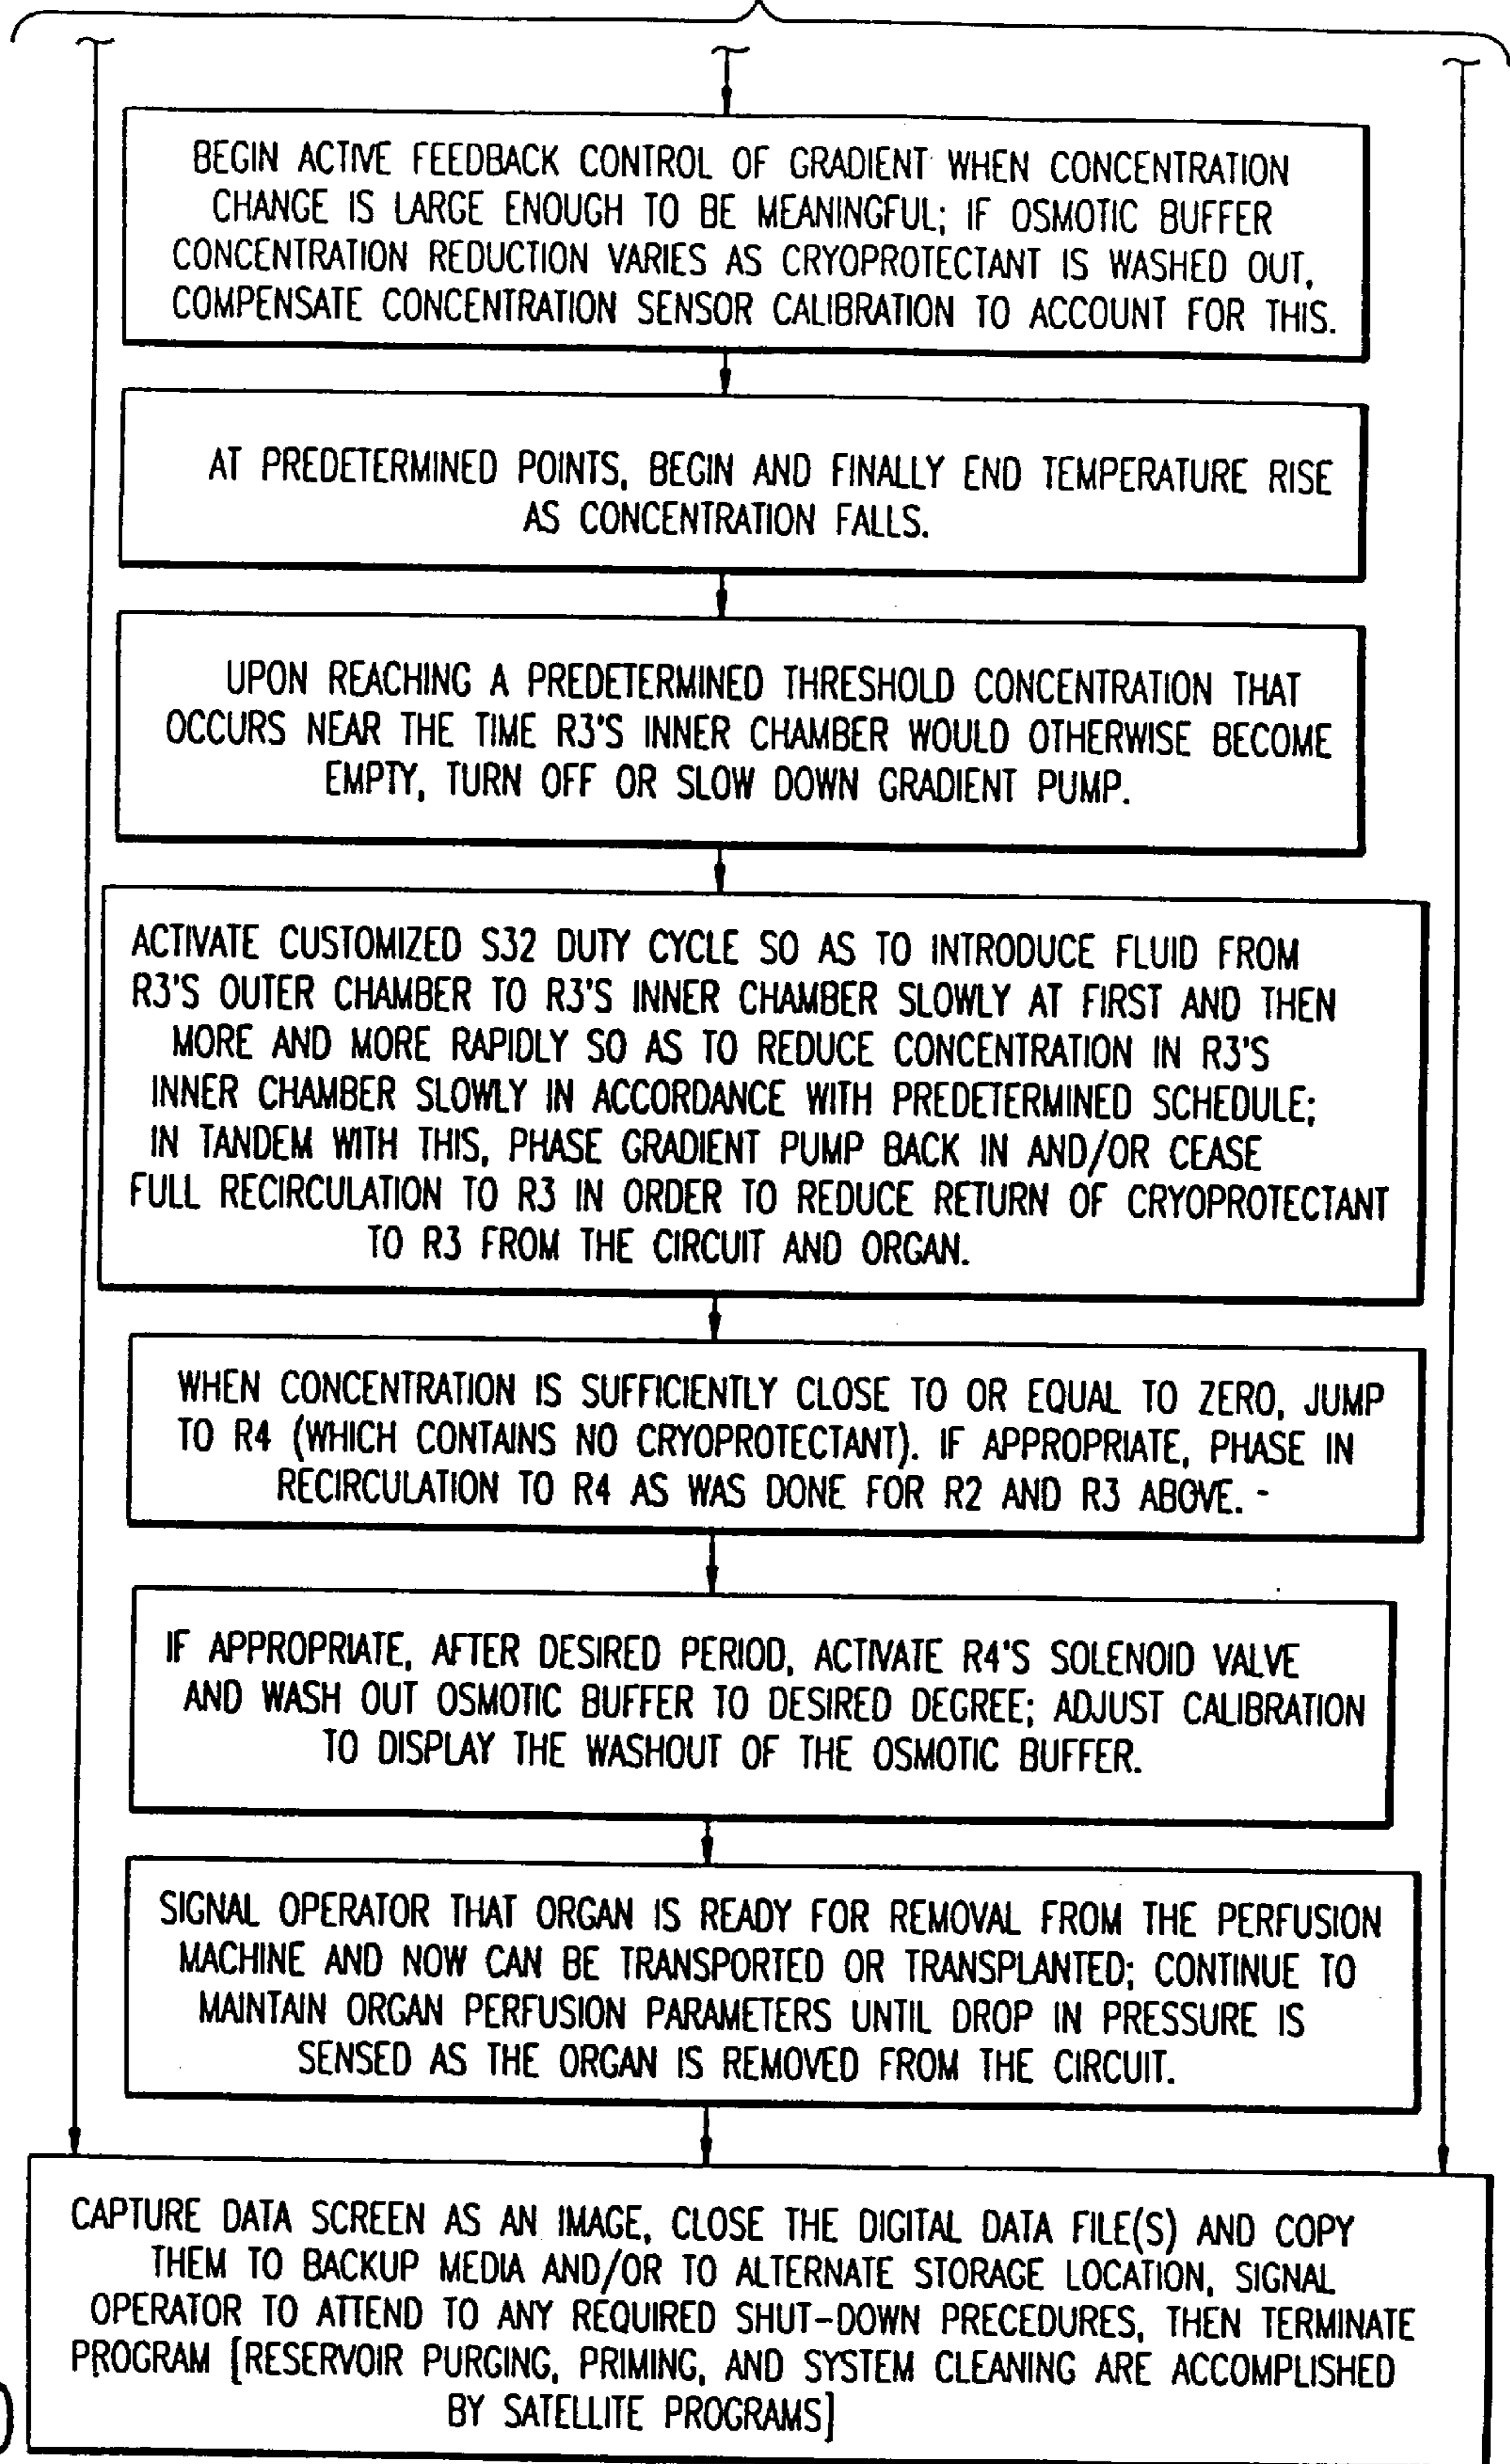 BEGIN ACTIVE FEEDBACK CONTROL OF GRADIENT WHEN CONCENTRATION
CHANGE IS LARGE ENOUGH TO BE MEANINGFUL; IF OSMOTIC BUFFER
CONCENTRATION REDUCTION VARIES AS CRYOPROTECTANT IS WASHED OUT,
COMPENSATE CONCENTRATION SENSOR CALIBRATION TO ACCOUNT FOR THIS.
AT PREDETERMINED POINTS, BEGIN AND FINALLY END TEMPERATURE RISE
AS CONCENTRATION FALLS.
UPON REACHING A PREDETERMINED THRESHOLD CONCENTRATION THAT
OCCURS NEAR THE TIME R3'S INNER CHAMBER WOULD OTHERWISE BECOME
EMPTY, TURN OFF OR SLOW DOWN GRADIENT PUMP.
ACTIVATE CUSTOMIZED S32 DUTY CYCLE SO AS TO INTRODUCE FLUID FROM
R3'S OUTER CHAMBER TO R3'S INNER CHAMBER SLOWLY AT FIRST AND THEN
MORE AND MORE RAPIDLY SO AS TO REDUCE CONCENTRATION IN R3'S
INNER CHAMBER SLOWLY IN ACCORDANCE WITH PREDETERMINED SCHEDULE;
IN TANDEM WITH THIS, PHASE GRADIENT PUMP BACK IN AND/OR CEASE
FULL RECIRCULATION TO R3 IN ORDER TO REDUCE RETURN OF CRYOPROTECTANT
TO R3 FROM THE CIRCUIT AND ORGAN.
WHEN CONCENTRATION IS SUFFICIENTLY CLOSE TO OR EQUAL TO ZERO, JUMP
TO R4 (WHICH CONTAINS NO CRYOPROTECTANT). IF APPROPRIATE, PHASE IN
RECIRCULATION TO R4 AS WAS DONE FOR R2 AND R3 ABOVE. -
IF APPROPRIATE, AFTER DESIRED PERIOD, ACTIVATE R4'S SOLENOID VALVE
AND WASH OUT OSMOTIC BUFFER TO DESIRED DEGREE; ADJUST CALIBRATION
TO DISPLAY THE WASHOUT OF THE OSMOTIC BUFFER.
SIGNAL OPERATOR THAT ORGAN IS READY FOR REMOVAL FROM THE PERFUSION
MACHINE AND NOW CAN BE TRANSPORTED OR TRANSPLANTED; CONTINUE TO
MAINTAIN ORGAN PERFUSION PARAMETERS UNTIL DROP IN PRESSURE IS
SENSED AS THE ORGAN IS REMOVED FROM THE CIRCUIT.
CAPTURE DATA SCREEN AS AN IMAGE, CLOSE THE DIGITAL DATA FILE(S) AND COPY
THEM TO BACKUP MEDIA AND/OR TO ALTERNATE STORAGE LOCATION, SIGNAL
OPERATOR TO ATTEND TO ANY REQUIRED SHUT-DOWN PRECEDURES, THEN TERMINATE
PROGRAM [RESERVOIR PURGING, PRIMING, AND SYSTEM CLEANING ARE ACCOMPLISHED
BY SATELLITE PROGRAMS]